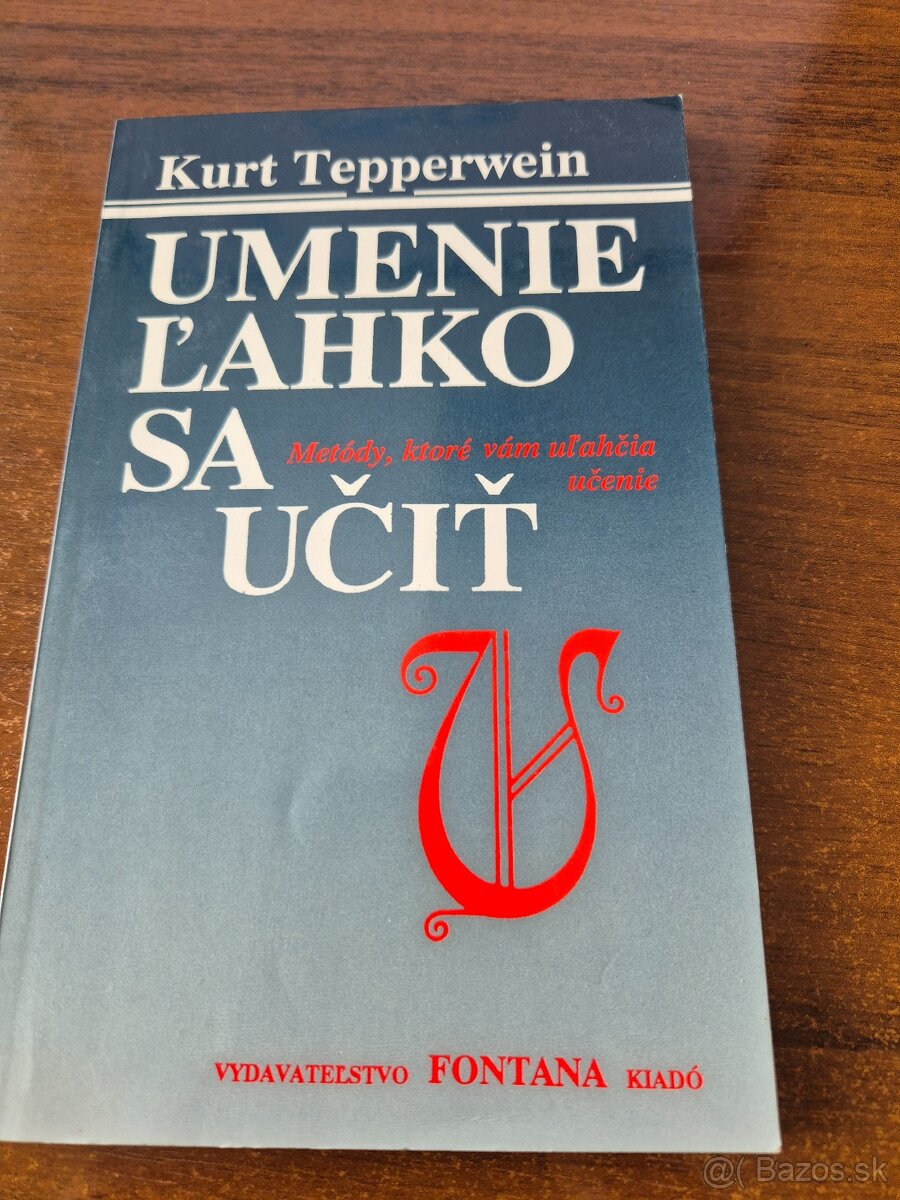 Kurt Tepperwein
UMENIE
ĽAHKO
SA
Metódy, ktoré vám uľahčia
učenie
UČIŤ
VYDAVATEĽSTVO FONTANA KIADÓ
@( Bazos.sk